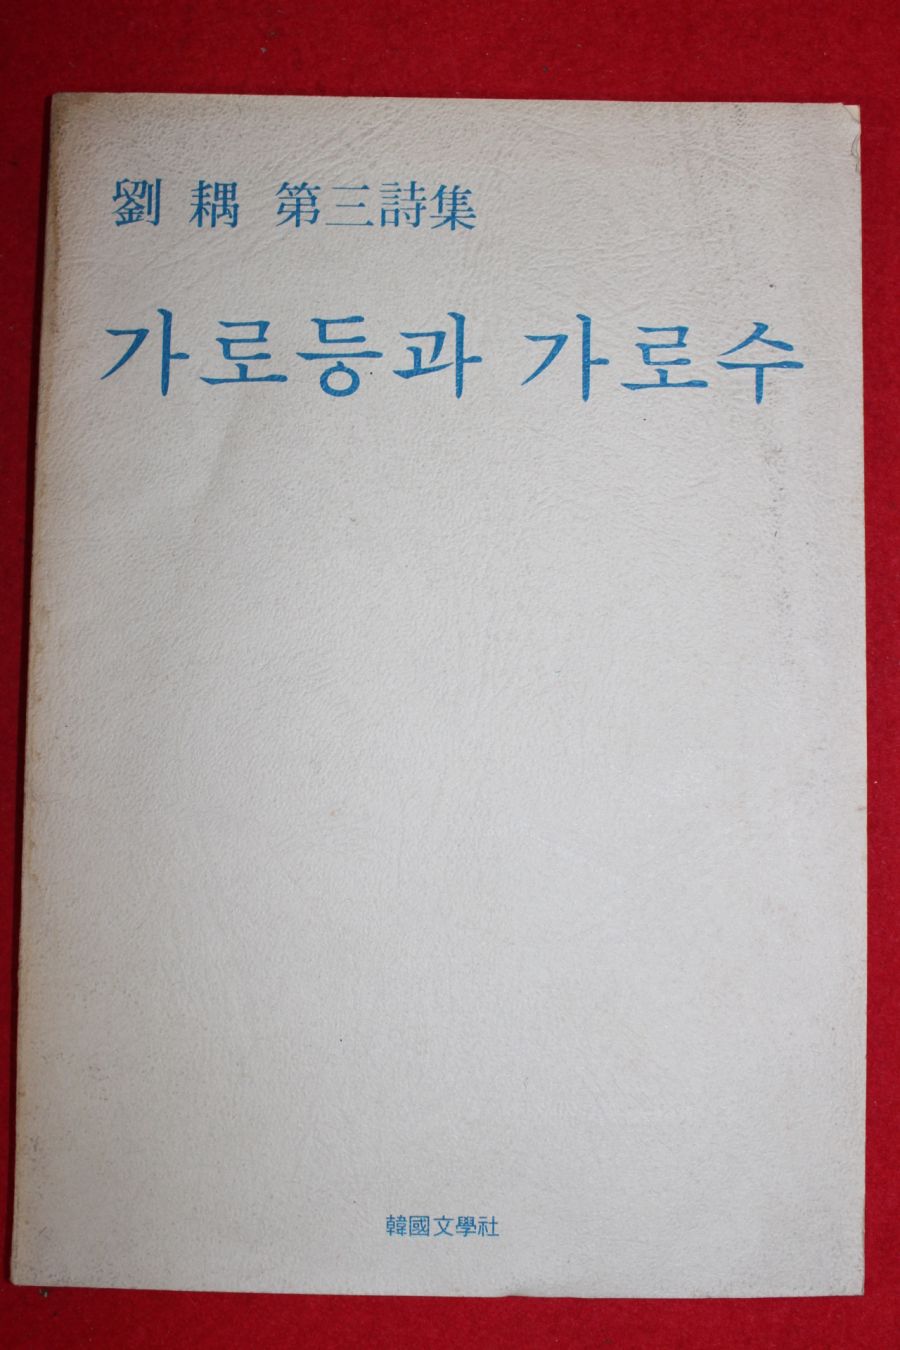 劉 耦 第三詩集
가로등과 가로수
韓國文學社